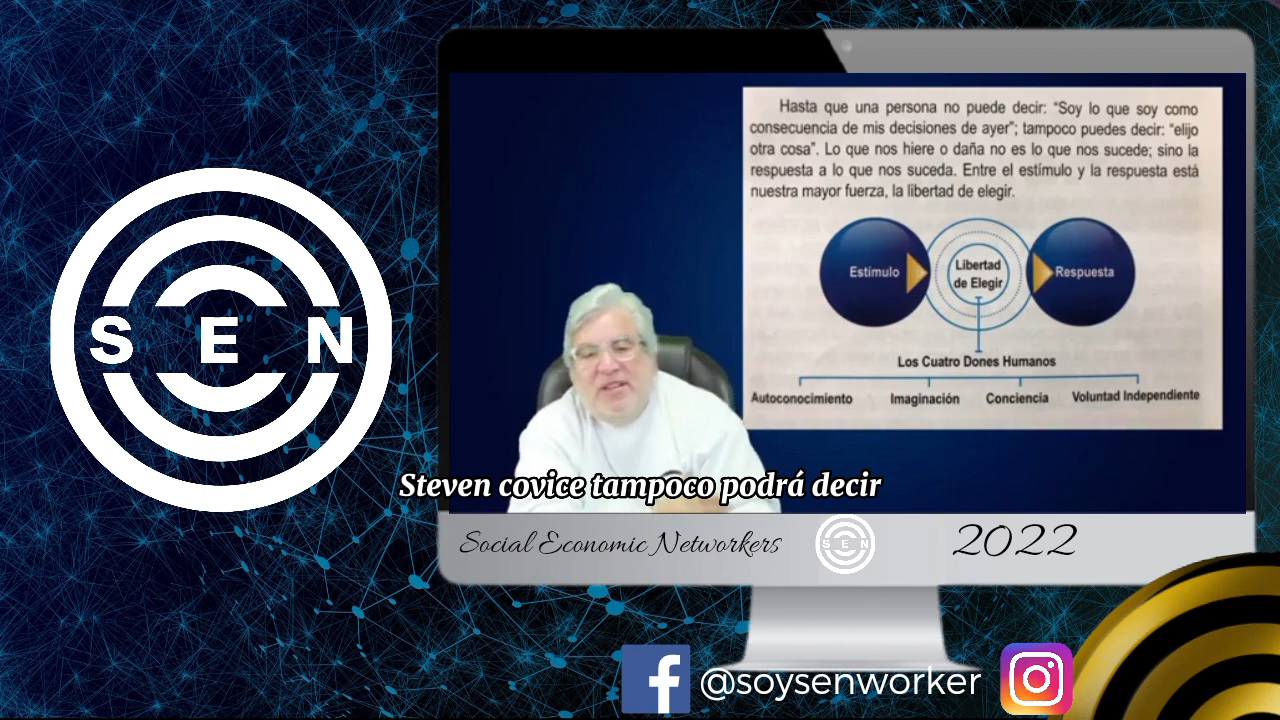 S E N
Hasta que una persona no puede decir: “Soy lo que soy como
consecuencia de mis decisiones de ayer”; tampoco puedes decir: “elijo
otra cosa”. Lo que nos hiere o daña no es lo que nos sucede; sino la
respuesta a lo que nos suceda. Entre el estímulo y la respuesta está
nuestra mayor fuerza, la libertad de elegir.
Estímulo
Libertad
de Elegir
Respuesta
Los Cuatro Dones Humanos
Autoconocimiento Imaginación Conciencia Voluntad Independiente
Steven covice tampoco podrá decir
Social Economic Networkers
S E N
2022
@soysenworker